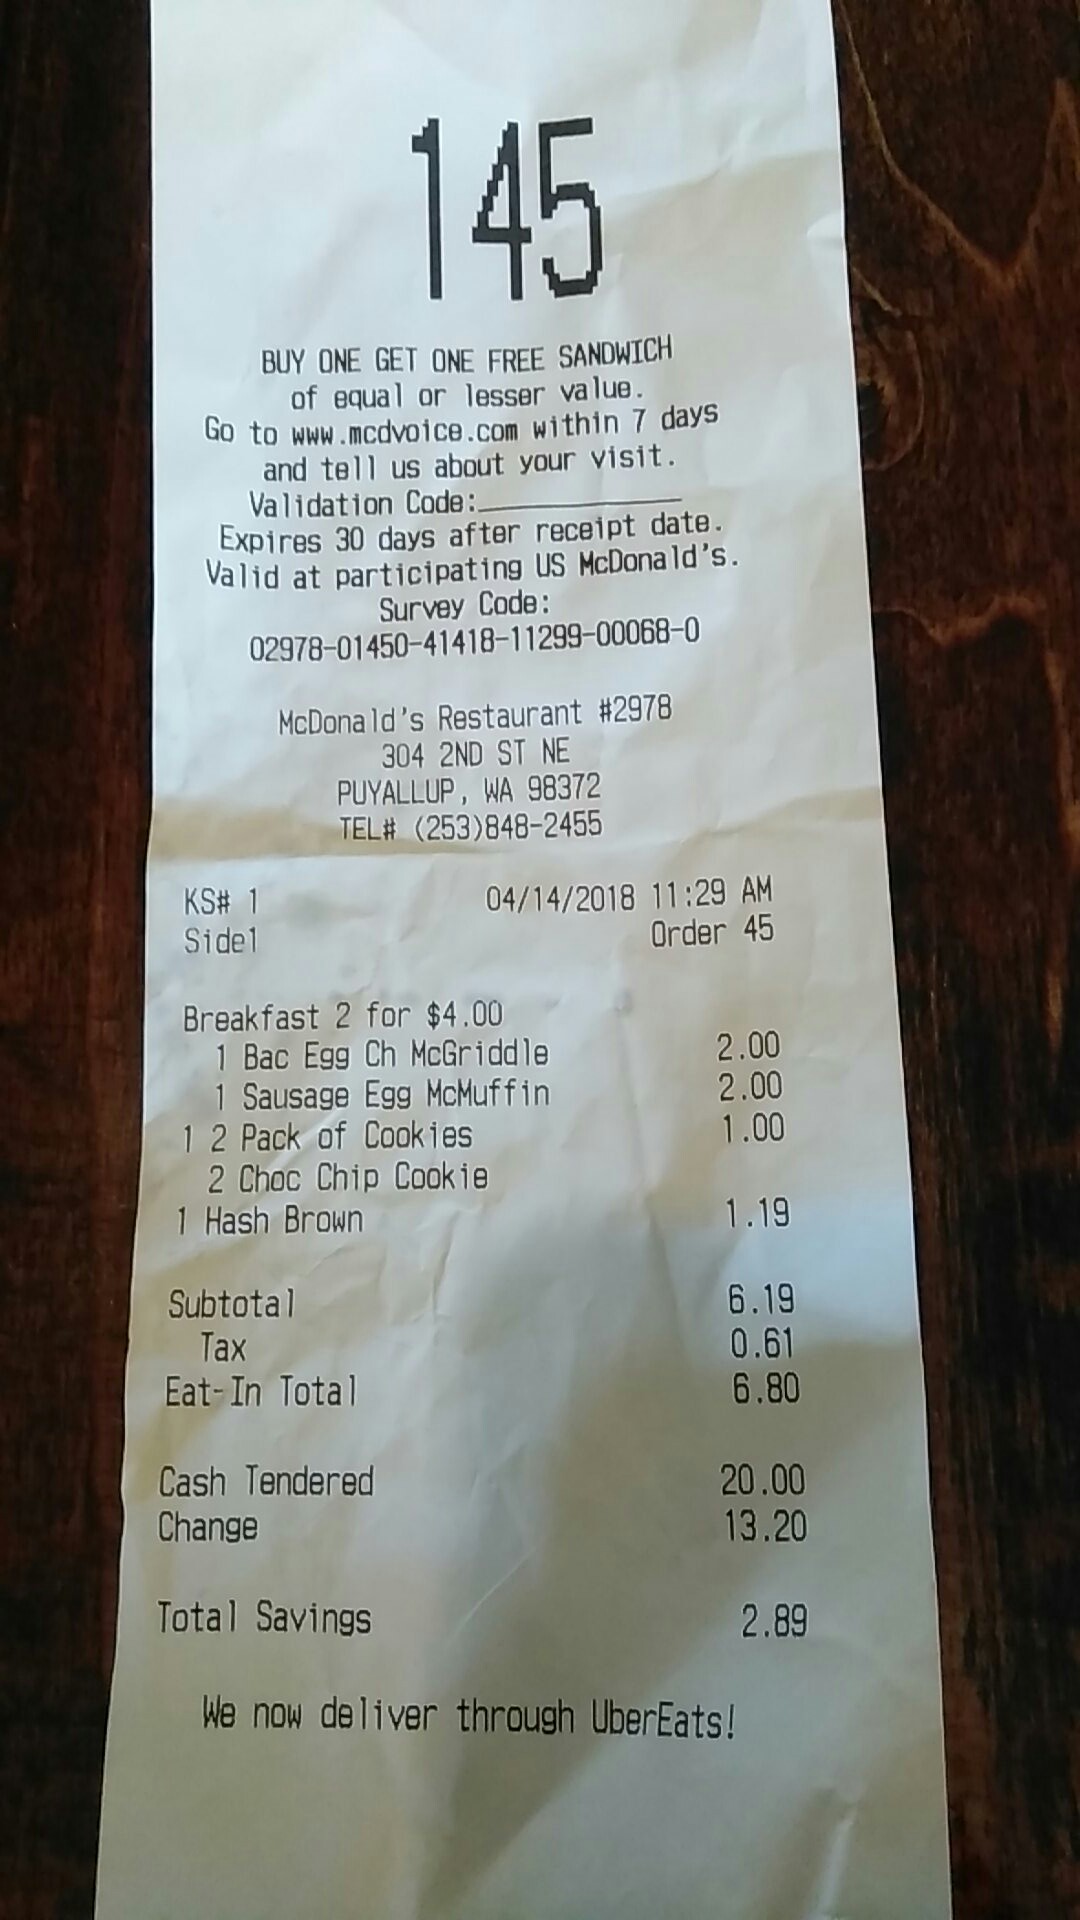 145
BUY ONE GET ONE FREE SANDWICH
of equal or lesser value.
Go to www.mcdvoice.com within 7 days
and tell us about your visit.
Validation Code:____________
Expires 30 days after receipt date.
Valid at participating US McDonald's.
Survey Code:
02978-01450-41418-11299-00068-0
McDonald's Restaurant #2978
304 2ND ST NE
PUYALLUP, WA 98372
TEL# (253)848-2455
KS# 1 04/14/2018 11:29 AM
Side1 Order 45
Breakfast 2 for $4.00
1 Bac Egg Ch McGriddle 2.00
1 Sausage Egg McMuffin 2.00
1 2 Pack of Cookies 1.00
2 Choc Chip Cookie
1 Hash Brown 1.19
Subtotal 6.19
Tax 0.61
Eat-In Total 6.80
Cash Tendered 20.00
Change 13.20
Total Savings 2.89
We now deliver through UberEats!